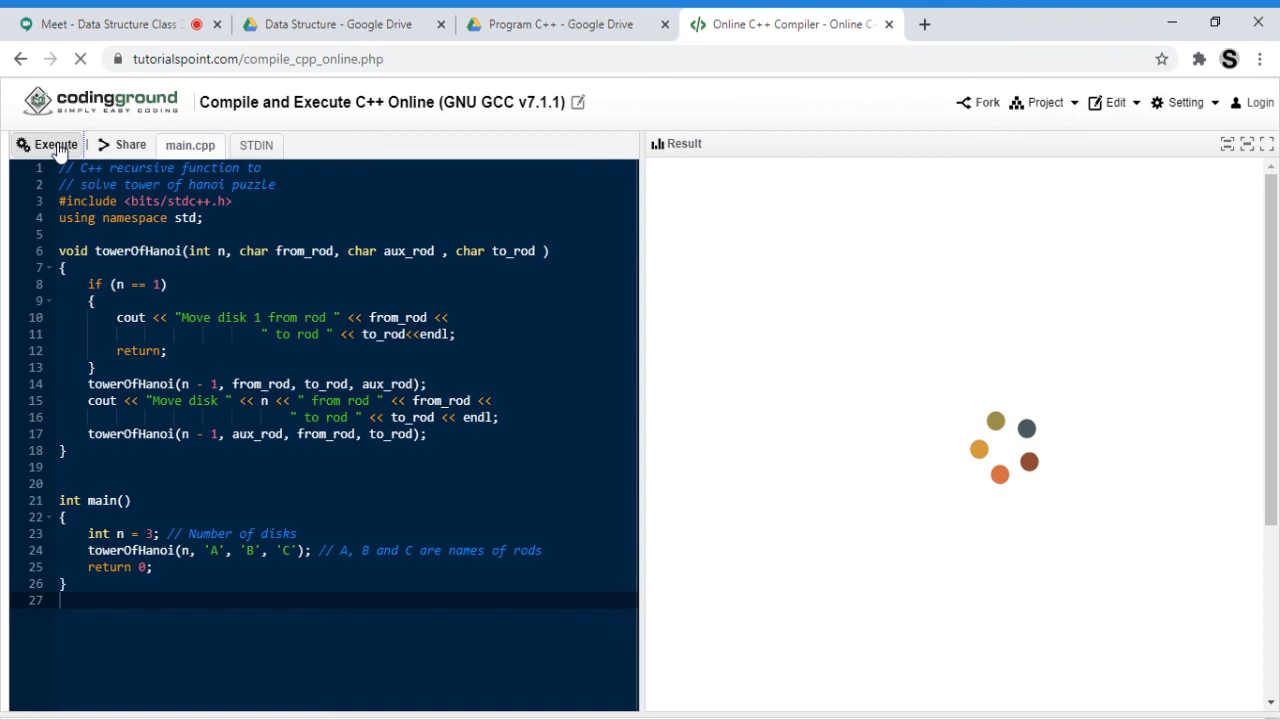 Meet - Data Structure Class
Data Structure - Google Drive
Program C++ - Google Drive
Online C++ Compiler - Online C
tutorialspoint.com/compile_cpp_online.php
S
codingground
SIMPLY EASY CODING
Compile and Execute C++ Online (GNU GCC v7.1.1)
Fork
Project
Edit
Setting
Login
Execute
Share
main.cpp
STDIN
Result
1 // C++ recursive function to
2 // solve tower of hanoi puzzle
3 #include <bits/stdc++.h>
4 using namespace std;
5
6 void towerOfHanoi(int n, char from_rod, char aux_rod , char to_rod )
7 {
8 if (n == 1)
9 {
10 cout << "Move disk 1 from rod " << from_rod <<
11 " to rod " << to_rod<<endl;
12 return;
13 }
14 towerOfHanoi(n - 1, from_rod, to_rod, aux_rod);
15 cout << "Move disk " << n << " from rod " << from_rod <<
16 " to rod " << to_rod << endl;
17 towerOfHanoi(n - 1, aux_rod, from_rod, to_rod);
18 }
19
20
21 int main()
22 {
23 int n = 3; // Number of disks
24 towerOfHanoi(n, 'A', 'B', 'C'); // A, B and C are names of rods
25 return 0;
26 }
27